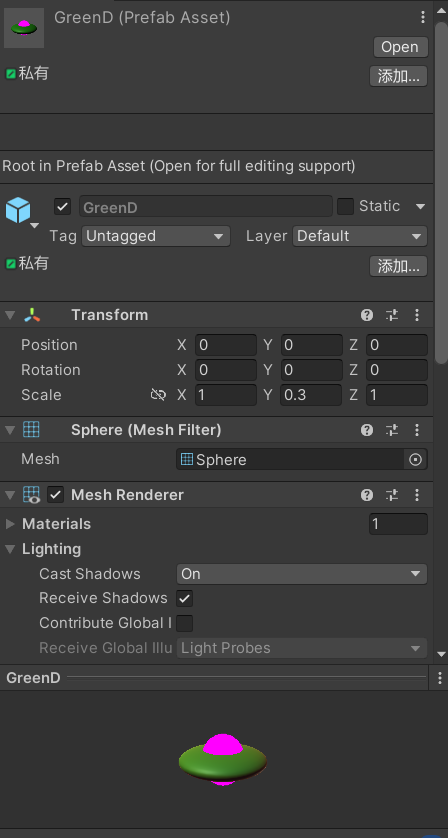 GreenD (Prefab Asset)
Open
私有
添加...
Root in Prefab Asset (Open for full editing support)
GreenD
Static
Tag Untagged Layer Default
私有
添加...
Transform
Position X 0 Y 0 Z 0
Rotation X 0 Y 0 Z 0
Scale X 1 Y 0.3 Z 1
Sphere (Mesh Filter)
Mesh Sphere
Mesh Renderer
Materials 1
Lighting
Cast Shadows On
Receive Shadows
Contribute Global I
Receive Global Illu Light Probes
GreenD